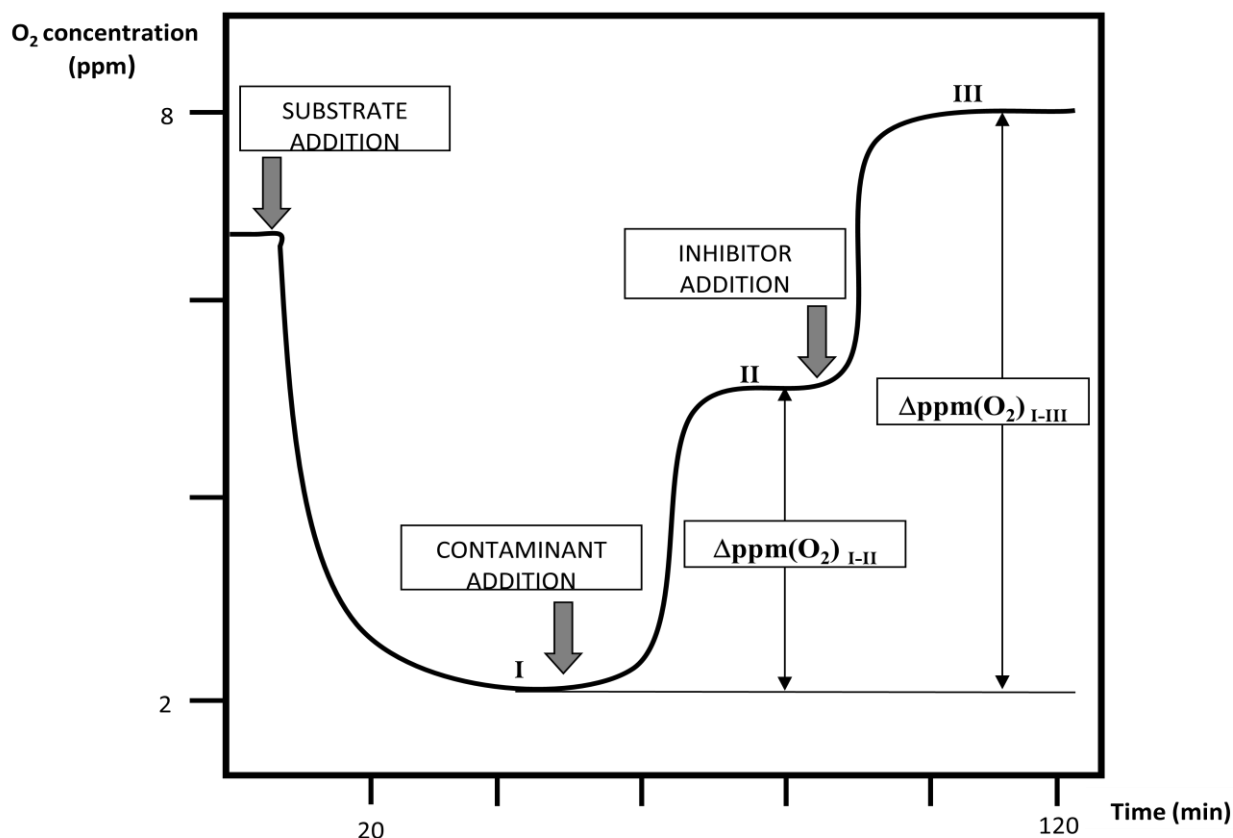 O₂ concentration
(ppm)
8
SUBSTRATE
ADDITION
III
INHIBITOR
ADDITION
II
Δppm(O₂) I-III
CONTAMINANT
ADDITION
Δppm(O₂) I-II
I
2
20
120
Time (min)